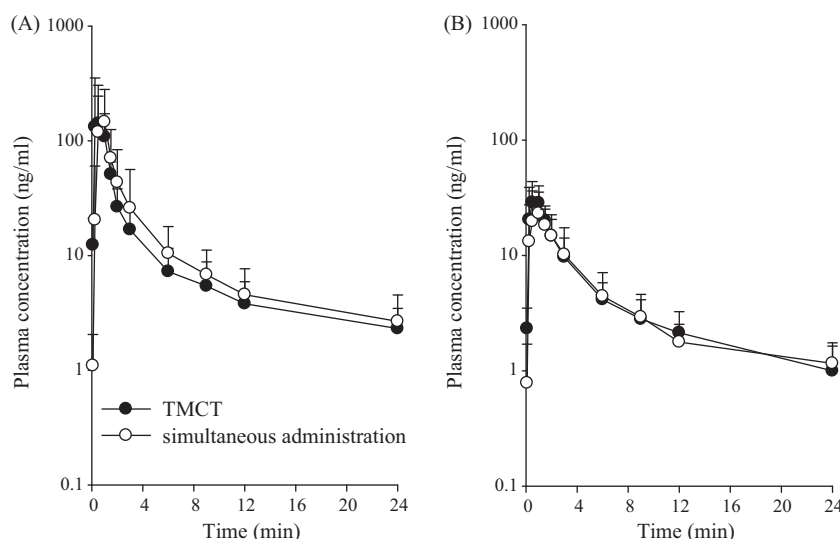 (A)
1000
100
10
1
0.1
Plasma concentration (ng/ml)
TMCT
simultaneous administration
0 4 8 12 16 20 24
Time (min)
(B)
1000
100
10
1
0.1
Plasma concentration (ng/ml)
0 4 8 12 16 20 24
Time (min)